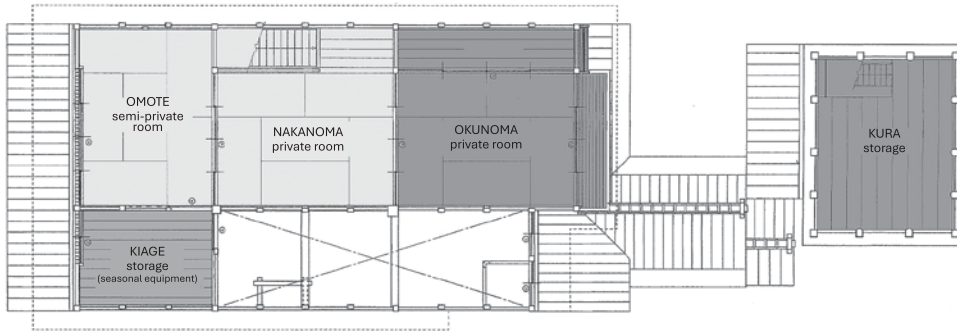 OMOTE
semi-private
room
NAKANOMA
private room
OKUNOMA
private room
KURA
storage
KIAGE
storage
(seasonal equipment)